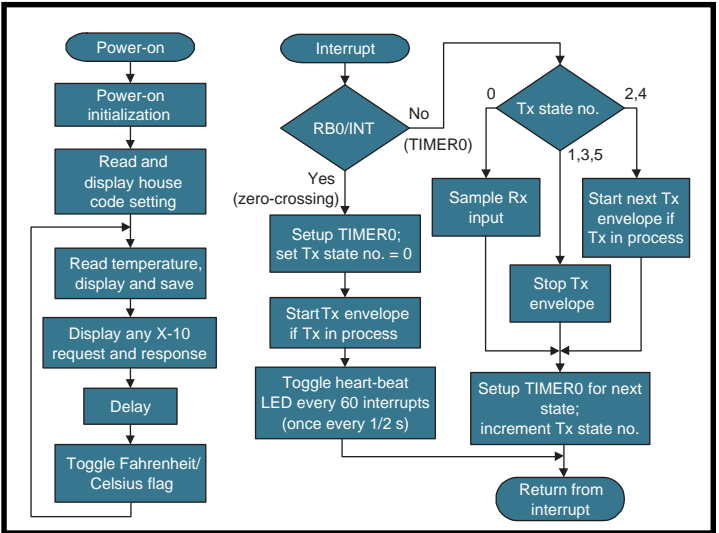 Power-on
Power-on
initialization
Read and
display house
code setting
Read temperature,
display and save
Display any X-10
request and response
Delay
Toggle Fahrenheit/
Celsius flag
Interrupt
RB0/INT
No
(TIMER0)
Yes
(zero-crossing)
Setup TIMER0;
set Tx state no. = 0
Start Tx envelope
if Tx in process
Toggle heart-beat
LED every 60 interrupts
(once every 1/2 s)
Tx state no.
0
2,4
1,3,5
Sample Rx
input
Start next Tx
envelope if
Tx in process
Stop Tx
envelope
Setup TIMER0 for next
state;
increment Tx state no.
Return from
interrupt